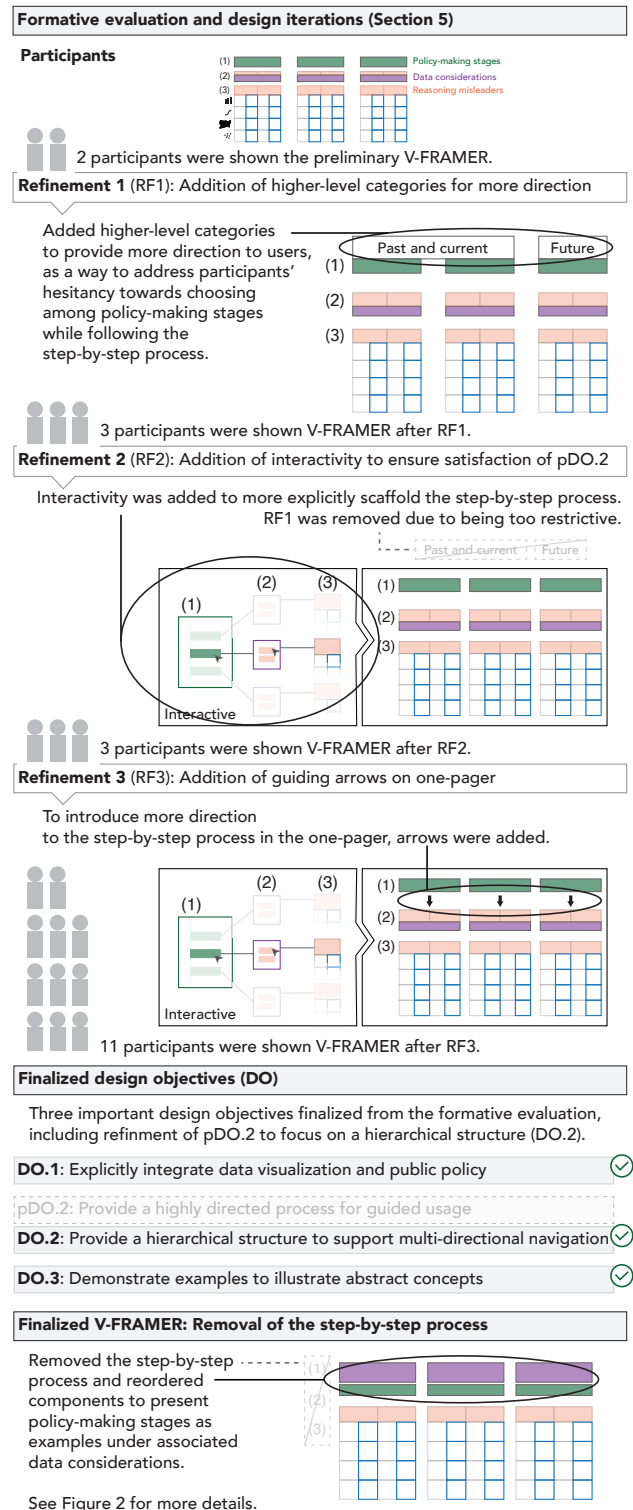 Formative evaluation and design iterations (Section 5)
Participants
(1)
Policy-making stages
(2)
Data considerations
(3)
Reasoning misleaders
2 participants were shown the preliminary V-FRAMER.
Refinement 1 (RF1): Addition of higher-level categories for more direction
Added higher-level categories
to provide more direction to users,
as a way to address participants’
hesitancy towards choosing
among policy-making stages
while following the
step-by-step process.
Past and current
Future
(1)
(2)
(3)
3 participants were shown V-FRAMER after RF1.
Refinement 2 (RF2): Addition of interactivity to ensure satisfaction of pDO.2
Interactivity was added to more explicitly scaffold the step-by-step process.
RF1 was removed due to being too restrictive.
Past and current
Future
(1)
(2)
(3)
Interactive
(1)
(2)
(3)
3 participants were shown V-FRAMER after RF2.
Refinement 3 (RF3): Addition of guiding arrows on one-pager
To introduce more direction
to the step-by-step process in the one-pager, arrows were added.
(1)
(2)
(3)
Interactive
(1)
(2)
(3)
11 participants were shown V-FRAMER after RF3.
Finalized design objectives (DO)
Three important design objectives finalized from the formative evaluation,
including refinment of pDO.2 to focus on a hierarchical structure (DO.2).
DO.1: Explicitly integrate data visualization and public policy
pDO.2: Provide a highly directed process for guided usage
DO.2: Provide a hierarchical structure to support multi-directional navigation
DO.3: Demonstrate examples to illustrate abstract concepts
Finalized V-FRAMER: Removal of the step-by-step process
Removed the step-by-step
process and reordered
components to present
policy-making stages as
examples under associated
data considerations.
(1)
(2)
(3)
See Figure 2 for more details.